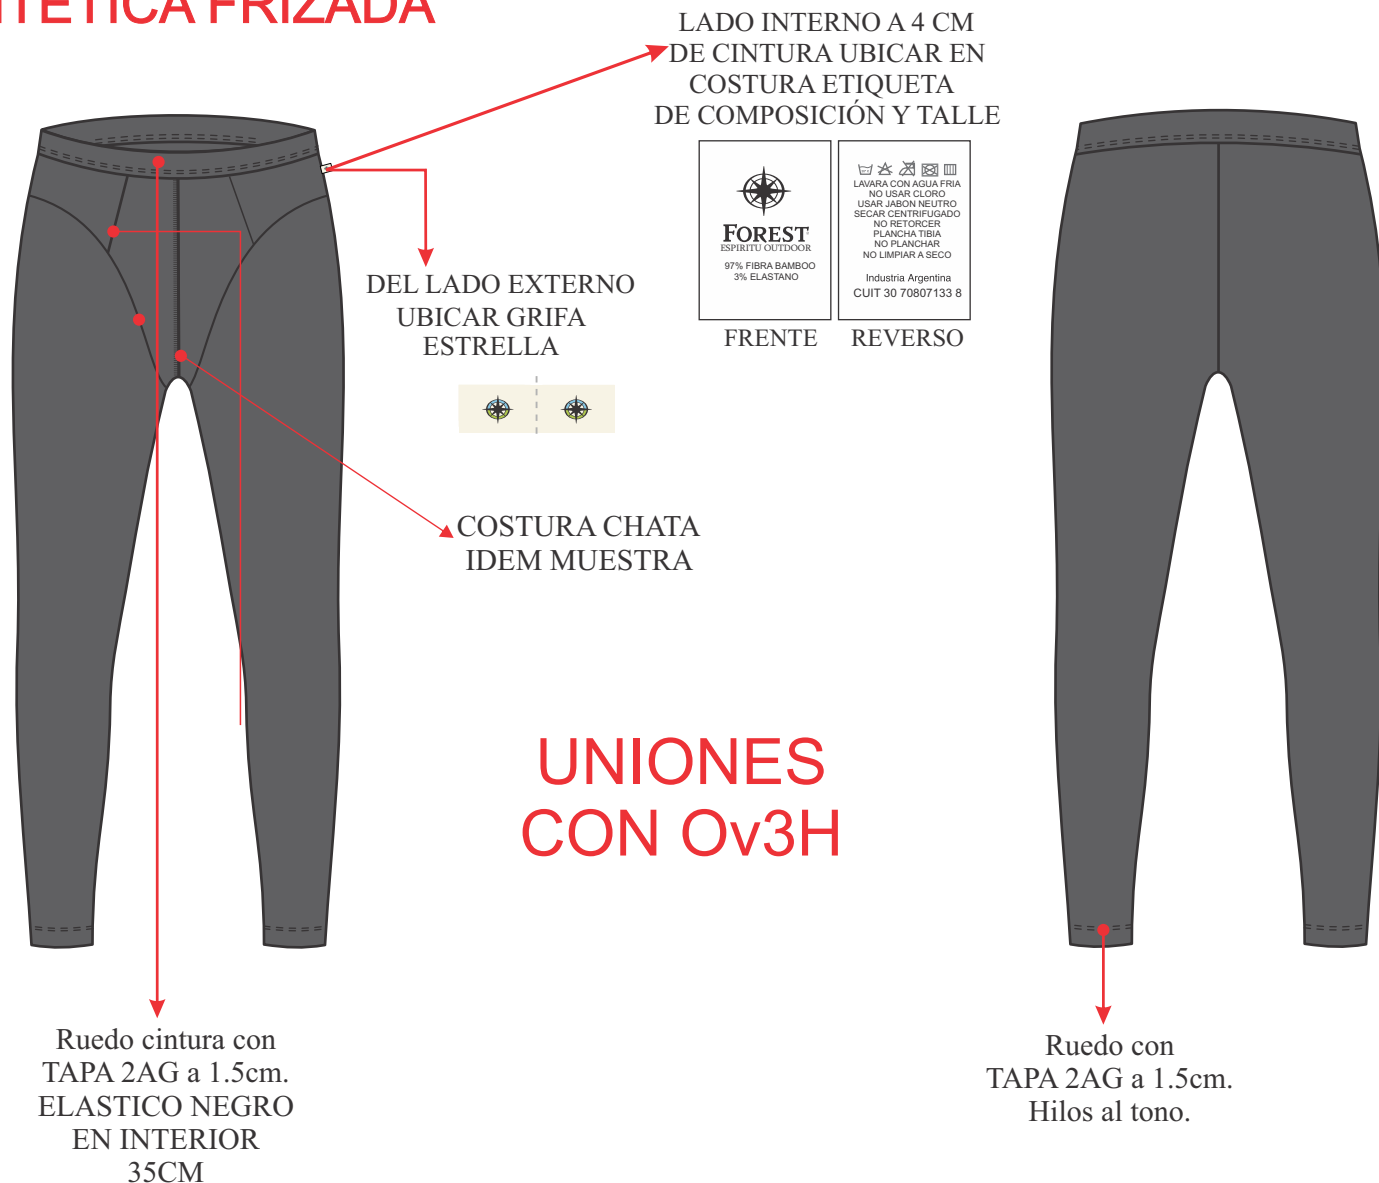 TETICA FRIZADA
LADO INTERNO A 4 CM
DE CINTURA UBICAR EN
COSTURA ETIQUETA
DE COMPOSICIÓN Y TALLE
FOREST
ESPIRITU OUTDOOR
97% FIBRA BAMBOO
3% ELASTANO
LAVARA CON AGUA FRIA
NO USAR CLORO
USAR JABON NEUTRO
SECAR CENTRIFUGADO
NO RETORCER
PLANCHA TIBIA
NO PLANCHAR
NO LIMPIAR A SECO
Industria Argentina
CUIT 30 70807133 8
FRENTE
REVERSO
DEL LADO EXTERNO
UBICAR GRIFA
ESTRELLA
COSTURA CHATA
IDEM MUESTRA
UNIONES
CON Ov3H
Ruedo cintura con
TAPA 2AG a 1.5cm.
ELASTICO NEGRO
EN INTERIOR
35CM
Ruedo con
TAPA 2AG a 1.5cm.
Hilos al tono.